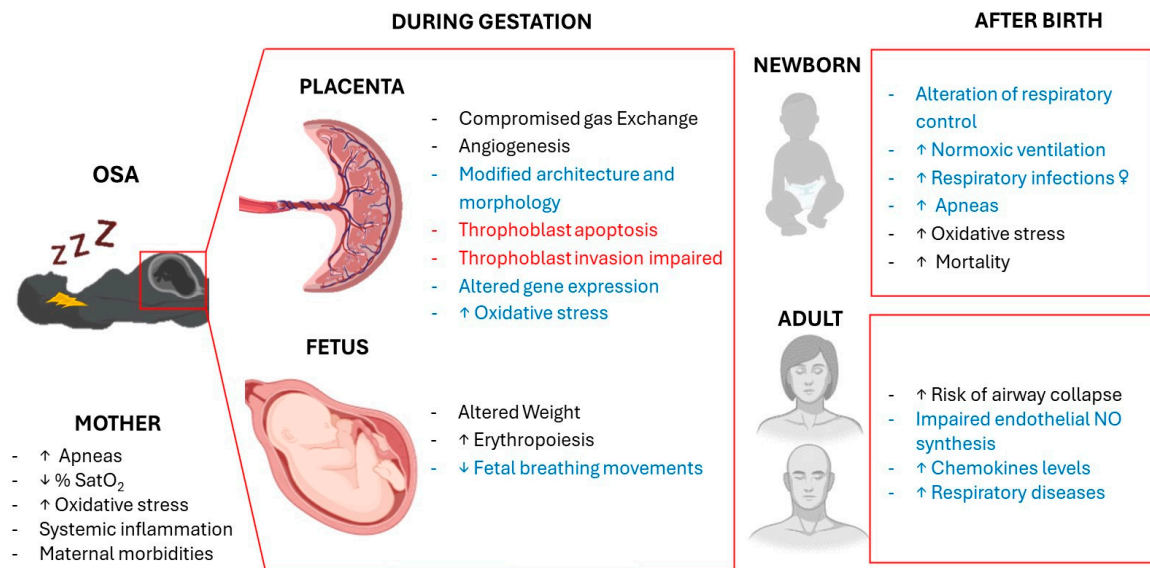 DURING GESTATION
AFTER BIRTH
OSA
z Z Z
MOTHER
- ↑ Apneas
- ↓ % SatO₂
- ↑ Oxidative stress
- Systemic inflammation
- Maternal morbidities
PLACENTA
- Compromised gas Exchange
- Angiogenesis
- Modified architecture and
morphology
- Throphoblast apoptosis
- Throphoblast invasion impaired
- Altered gene expression
- ↑ Oxidative stress
FETUS
- Altered Weight
- ↑ Erythropoiesis
- ↓ Fetal breathing movements
NEWBORN
- Alteration of respiratory
control
- ↑ Normoxic ventilation
- ↑ Respiratory infections ♀
- ↑ Apneas
- ↑ Oxidative stress
- ↑ Mortality
ADULT
- ↑ Risk of airway collapse
- Impaired endothelial NO
synthesis
- ↑ Chemokines levels
- ↑ Respiratory diseases